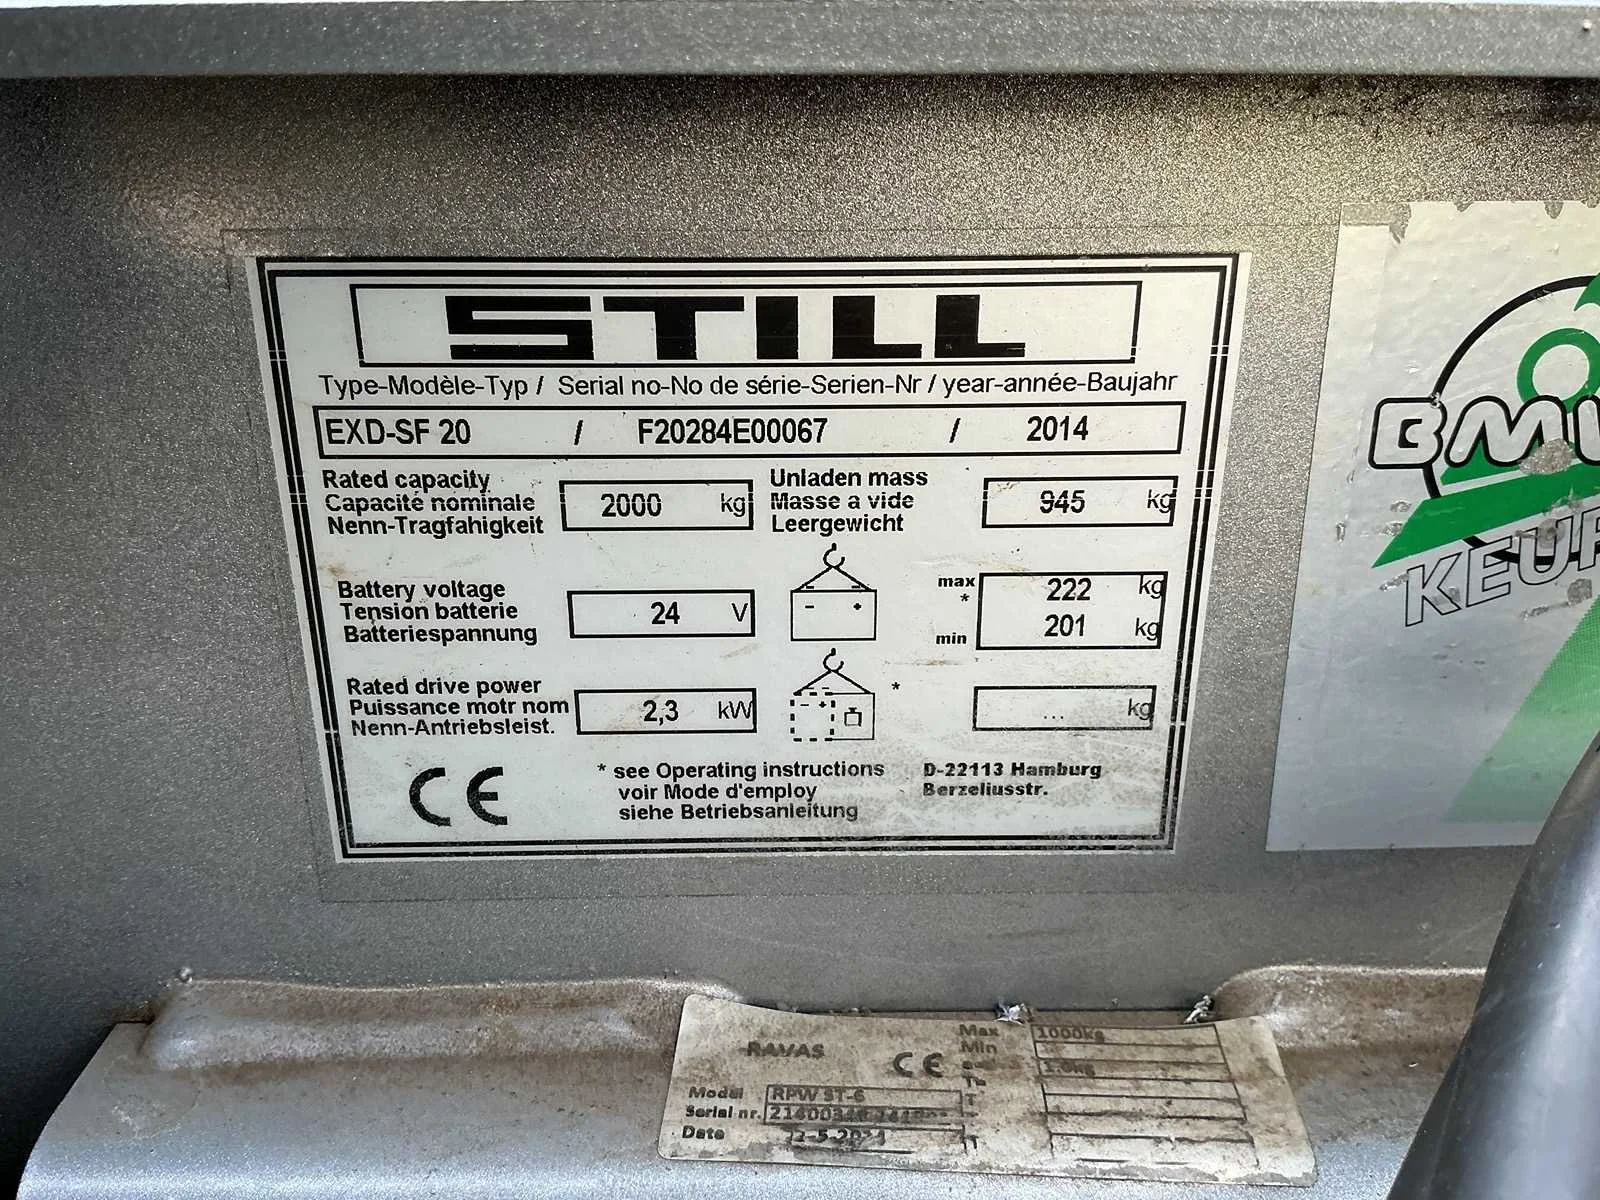 STILL
Type-Modèle-Typ / Serial no-No de série-Serien-Nr / year-année-Baujahr
EXD-SF 20 / F20284E00067 / 2014
Rated capacity
Capacité nominale
Nenn-Tragfahigkeit
2000 kg
Unladen mass
Masse a vide
Leergewicht
945 kg
Battery voltage
Tension batterie
Batteriespannung
24 V
- +
max
*
min
222 kg
201 kg
Rated drive power
Puissance motr nom
Nenn-Antriebsleist.
2,3 kW
- +
*
... kg
CE
* see Operating instructions
voir Mode d'emploi
siehe Betriebsanleitung
D-22113 Hamburg
Berzeliusstr.
BMW
RAVAS
CE
Max 1000kg
Min
1.0kg
Model RPW ST-6
Serial nr.
Date